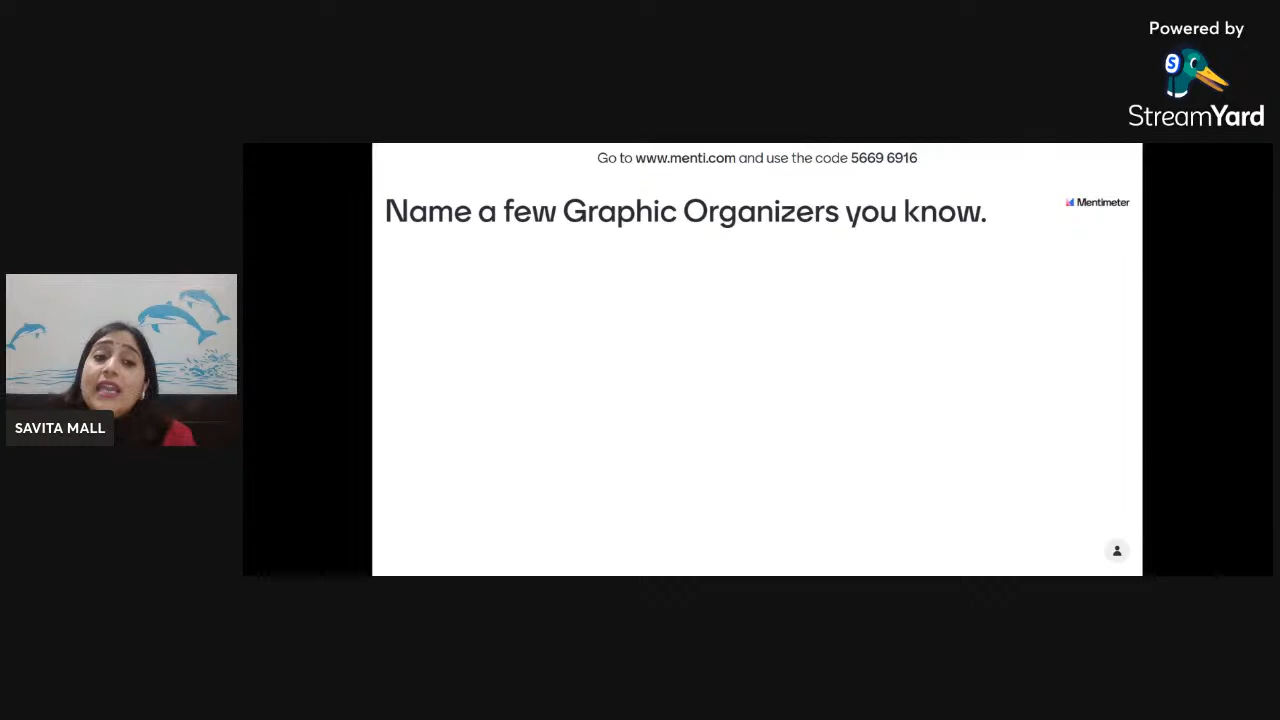 Powered by
S
StreamYard
Go to www.menti.com and use the code 5669 6916
Name a few Graphic Organizers you know.
Mentimeter
SAVITA MALL